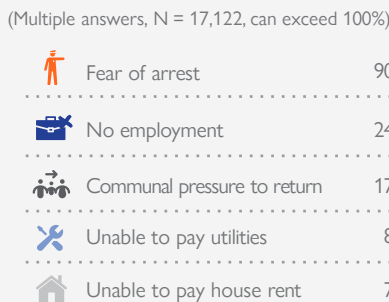 (Multiple answers, N = 17,122, can exceed 100%)
Fear of arrest 90
No employment 24
Communal pressure to return 17
Unable to pay utilities 8
Unable to pay house rent 7